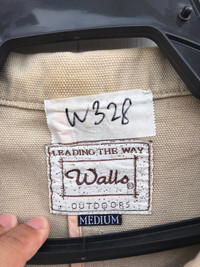 W328
LEADING THE WAY
Walls®
OUTDOORS
MEDIUM